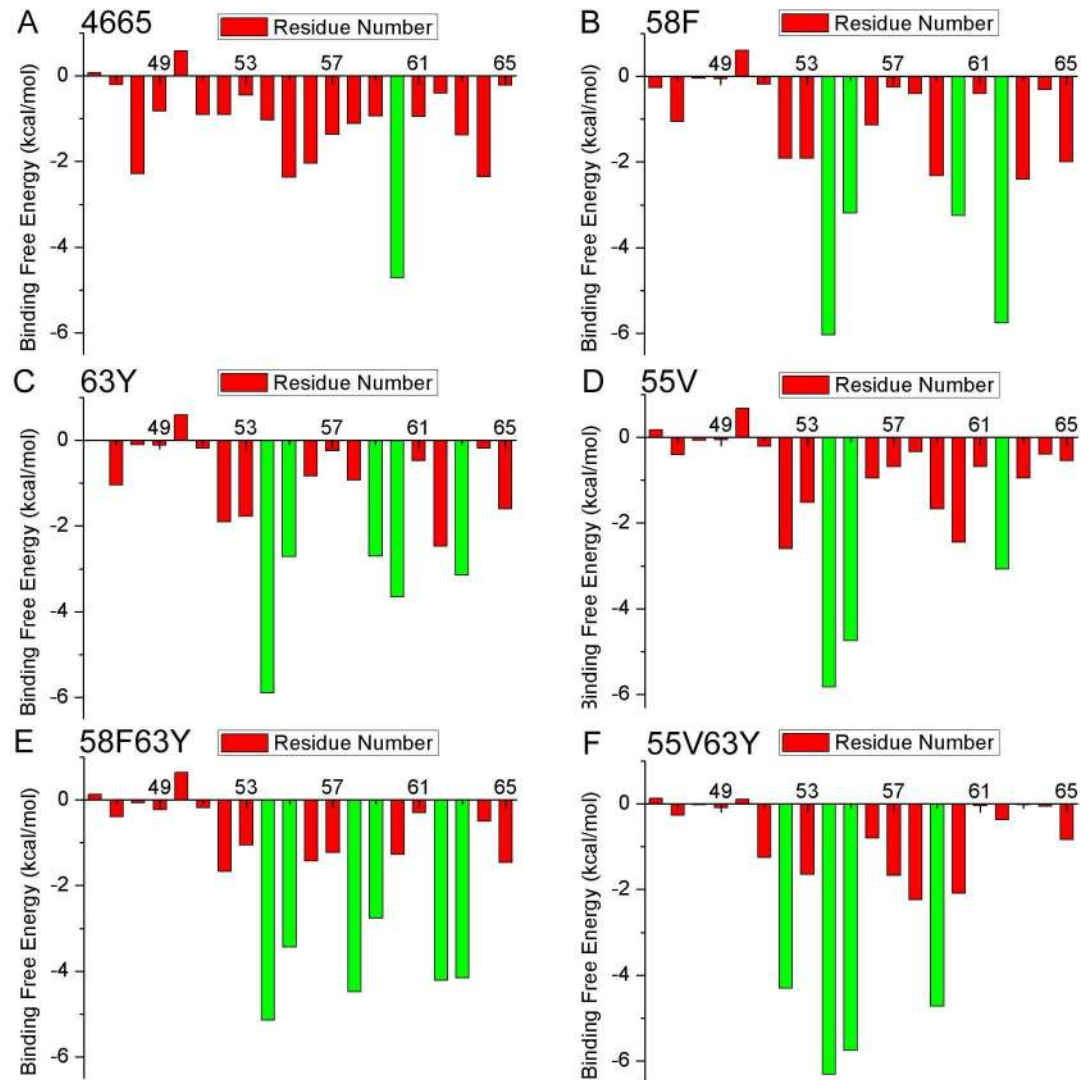 A 4665
Residue Number
49 53 57 61 65
0
-2
-4
-6
Binding Free Energy (kcal/mol)
B 58F
Residue Number
49 53 57 61 65
0
-2
-4
-6
Binding Free Energy (kcal/mol)
C 63Y
Residue Number
49 53 57 61 65
0
-2
-4
-6
Binding Free Energy (kcal/mol)
D 55V
Residue Number
49 53 57 61 65
0
-2
-4
-6
Binding Free Energy (kcal/mol)
E 58F63Y
Residue Number
49 53 57 61 65
0
-2
-4
-6
Binding Free Energy (kcal/mol)
F 55V63Y
Residue Number
49 53 57 61 65
0
-2
-4
-6
Binding Free Energy (kcal/mol)